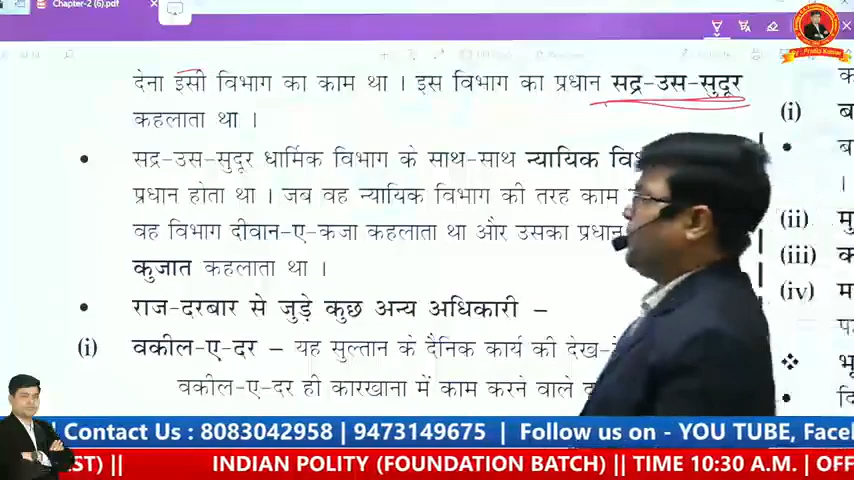 Chapter-2 (6).pdf
देना इसी विभाग का काम था । इस विभाग का प्रधान सद्र-उस-सुदूर
कहलाता था ।
• सद्र-उस-सुदूर धार्मिक विभाग के साथ-साथ न्यायिक
प्रधान होता था । जब वह न्यायिक विभाग की तरह काम
वह विभाग दीवान-ए-कजा कहलाता था और उसका प्रधान
कुजात कहलाता था ।
• राज-दरबार से जुड़े कुछ अन्य अधिकारी –
(i) वकील-ए-दर – यह सुल्तान के दैनिक कार्य की
वकील-ए-दर ही कारखाना में काम करने वाले
(i)
(ii)
(iii)
(iv)
Contact Us : 8083042958 | 9473149675 | Follow us on - YOU TUBE,
|| INDIAN POLITY (FOUNDATION BATCH) || TIME 10:30 A.M. |